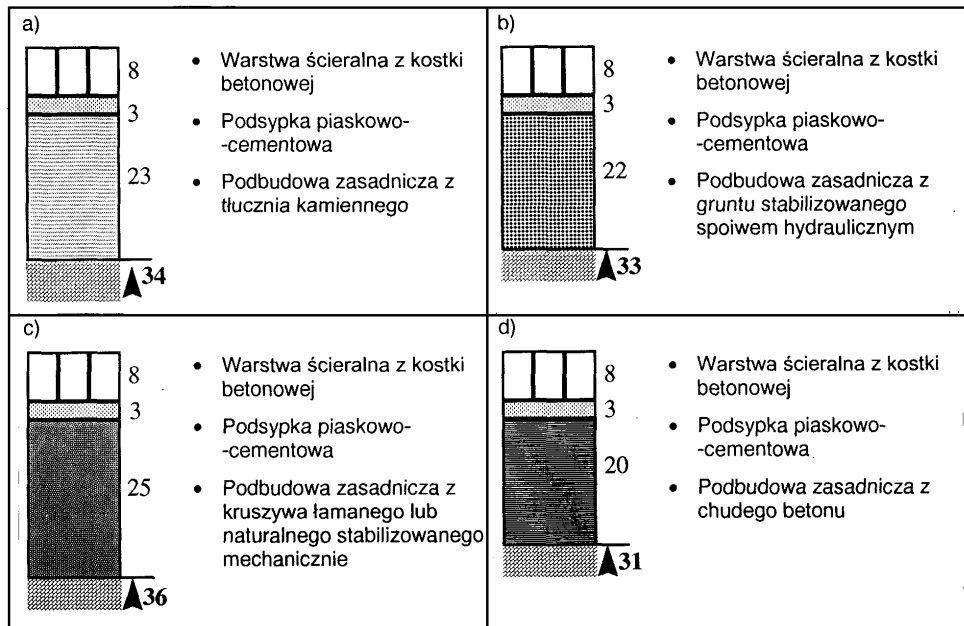 a)
8
3
23
34
• Warstwa ścieralna z kostki
betonowej
• Podsypka piaskowo-
-cementowa
• Podbudowa zasadnicza z
tłucznia kamiennego
b)
8
3
22
33
• Warstwa ścieralna z kostki
betonowej
• Podsypka piaskowo-
-cementowa
• Podbudowa zasadnicza z
gruntu stabilizowanego
spoiwem hydraulicznym
c)
8
3
25
36
• Warstwa ścieralna z kostki
betonowej
• Podsypka piaskowo-
-cementowa
• Podbudowa zasadnicza z
kruszywa łamanego lub
naturalnego stabilizowanego
mechanicznie
d)
8
3
20
31
• Warstwa ścieralna z kostki
betonowej
• Podsypka piaskowo-
-cementowa
• Podbudowa zasadnicza z
chudego betonu